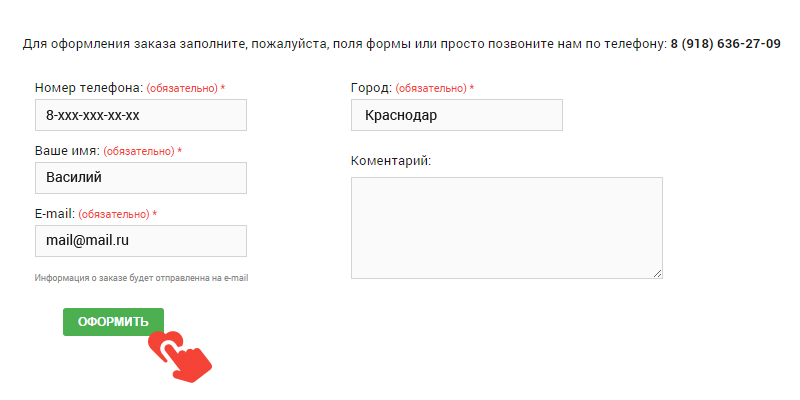 Для оформления заказа заполните, пожалуйста, поля формы или просто позвоните нам по телефону: 8 (918) 636-27-09
Номер телефона: (обязательно) *
8-xxx-xxx-xx-xx
Ваше имя: (обязательно) *
Василий
E-mail: (обязательно) *
mail@mail.ru
Информация о заказе будет отправленна на e-mail
Город: (обязательно) *
Краснодар
Коментарий:
ОФОРМИТЬ